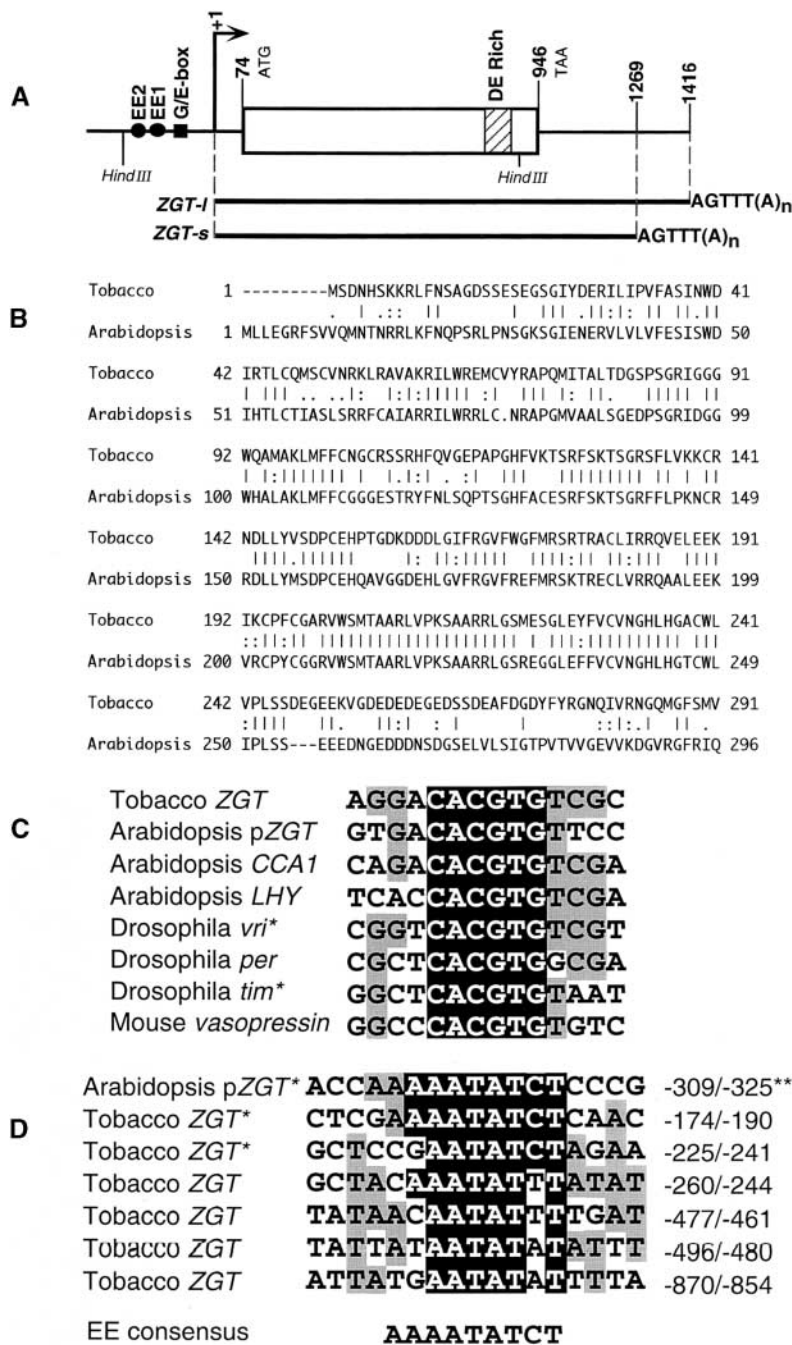 A
EE2
EE1
G/E-box
+1
74
ATG
DE Rich
946
TAA
1269
1416
Hind III
Hind III
ZGT-l
AGTTT(A)n
ZGT-s
AGTTT(A)n
B
Tobacco 1 ---------MSDNHSKKRLFNSAGDSSESEGSGIYDERILIPVFASINWD 41
Arabidopsis 1 MLLEGRFSVVQMNTNRRLKFNQPSRLPNSGKSGIENERVLVLVFESISWD 50
Tobacco 42 IRTLCQMSCVNRKLRAVAKRILWREMCVYRAPQMITALTDGSPSGRIGGG 91
Arabidopsis 51 IHTLCTIASLSRRFCAIARRILWRRLC.NRAPGMVAALSGEDPSGRIDGG 99
Tobacco 92 WQAMAKLMFFCNGCRSSRHFQVGEPAPGHFVKTSRFSKTSGRSFLVKKCR 141
Arabidopsis 100 WHALAKLMFFCGGGESTRYFNLSQPTSGHFACESRFSKTSGRFFLPKNCR 149
Tobacco 142 NDLLYVSDPCEHPTGDKDDDLGIFRGVFWGFMRSRTRACLIRRQVELEEK 191
Arabidopsis 150 RDLLYMSDPCEHQAVGGDEHLGVFRGVFREFMRSKTRECLVRRQAALEEK 199
Tobacco 192 IKCPFCGARVWSMTAARLVPKSAARRLGSMESGLEYFVCVNGHLHGACWL 241
Arabidopsis 200 VRCPYCGGRVWSMTAARLVPKSAARRLGSREGGLEFFVCVNGHLHGTCWL 249
Tobacco 242 VPLSSDEGEEKVGDEDEDEGEDSSDEAFDGDYFYRGNQIVRNGQMGFSMV 291
Arabidopsis 250 IPLSS---EEEDNGEDDDNSDGSELVLSIGTPVTVVGEVVKDGVRGFRIQ 296
C
Tobacco ZGT AGGACACGTGTCGC
Arabidopsis pZGT GTGACACGTGTTCC
Arabidopsis CCA1 CAGACACGTGTCGA
Arabidopsis LHY TCACCACGTGTCGA
Drosophila vri* CGGTCACGTGTCGT
Drosophila per CGCTCACGTGGCGA
Drosophila tim* GGCTCACGTGTAAT
Mouse vasopressin GGCCCACGTGTGTC
D
Arabidopsis pZGT* ACCAAAAATATCTCCCG -309/-325**
Tobacco ZGT* CTCGAAAATATCTCAAC -174/-190
Tobacco ZGT* GCTCCGAATATCTAGAA -225/-241
Tobacco ZGT GCTACAAATATTTATAT -260/-244
Tobacco ZGT TATAACAATATTTTGAT -477/-461
Tobacco ZGT TATTATAATATATATTT -496/-480
Tobacco ZGT ATTATGAATATATTTTA -870/-854
EE consensus AAAATATCT